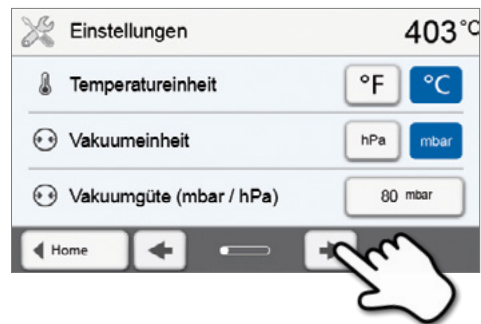 Einstellungen 403°C
Temperatureinheit °F °C
Vakuumeinheit hPa mbar
Vakuumgüte (mbar / hPa) 80 mbar
Home